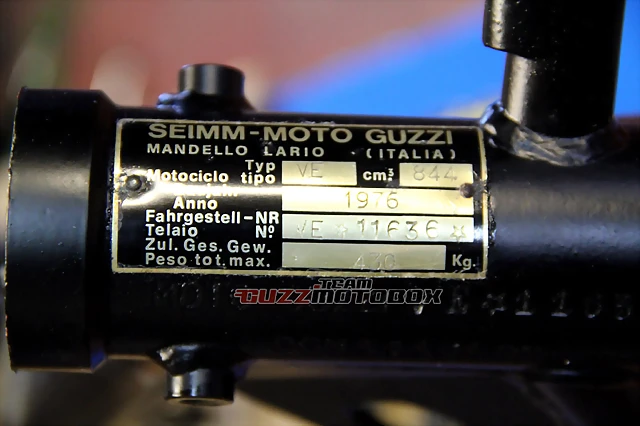 SEIMM-MOTO GUZZI
MANDELLO LARIO - (ITALIA)
Typ
Motociclo tipo VE cm³ 844
Anno 1976
Fahrgestell-NR
Telaio Nº VE ☆ 11636 ☆
Zul. Ges. Gew.
Peso tot. max. Kg.
TEAM
GUZZIMOTOBOX